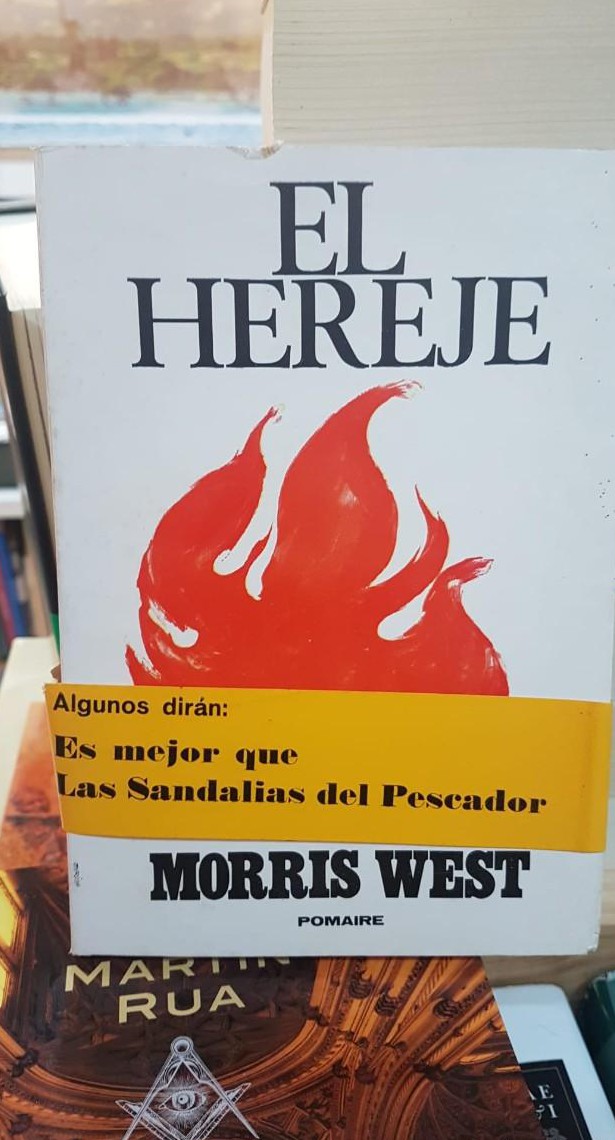 EL
HEREJE
Algunos dirán:
Es mejor que
Las Sandalias del Pescador
MORRIS WEST
POMAIRE
MARTIN
RUA